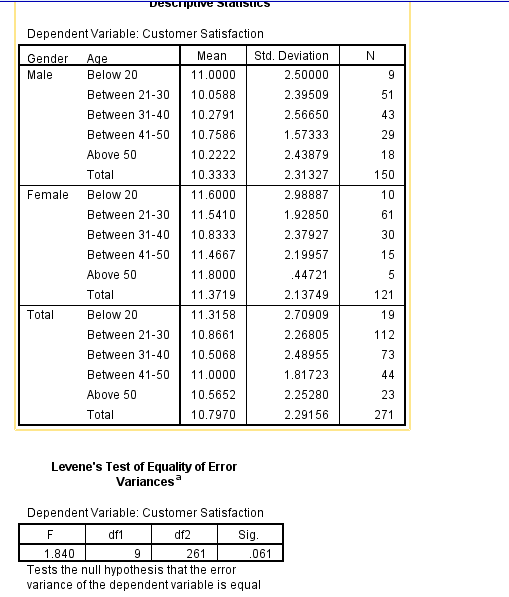 Descriptive Statistics
Dependent Variable: Customer Satisfaction
Gender Age Mean Std. Deviation N
Male Below 20 11.0000 2.50000 9
Between 21-30 10.0588 2.39509 51
Between 31-40 10.2791 2.56650 43
Between 41-50 10.7586 1.57333 29
Above 50 10.2222 2.43879 18
Total 10.3333 2.31327 150
Female Below 20 11.6000 2.98887 10
Between 21-30 11.5410 1.92850 61
Between 31-40 10.8333 2.37927 30
Between 41-50 11.4667 2.19957 15
Above 50 11.8000 .44721 5
Total 11.3719 2.13749 121
Total Below 20 11.3158 2.70909 19
Between 21-30 10.8661 2.26805 112
Between 31-40 10.5068 2.48955 73
Between 41-50 11.0000 1.81723 44
Above 50 10.5652 2.25280 23
Total 10.7970 2.29156 271
Levene's Test of Equality of Error
Variances a
Dependent Variable: Customer Satisfaction
F df1 df2 Sig.
1.840 9 261 .061
Tests the null hypothesis that the error
variance of the dependent variable is equal